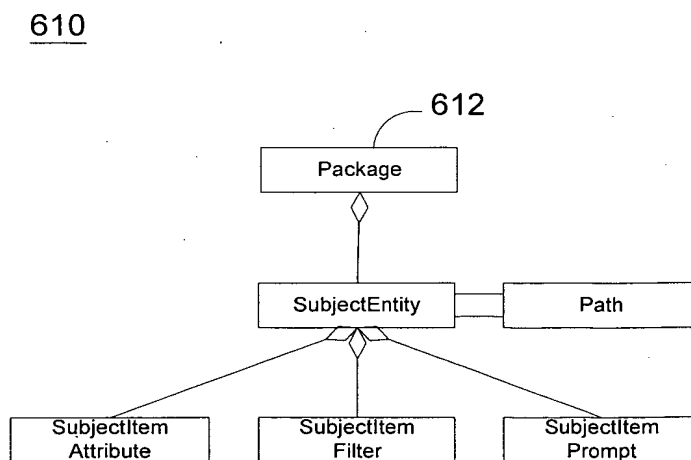 610
612
Package
SubjectEntity
Path
SubjectItem
Attribute
SubjectItem
Filter
SubjectItem
Prompt